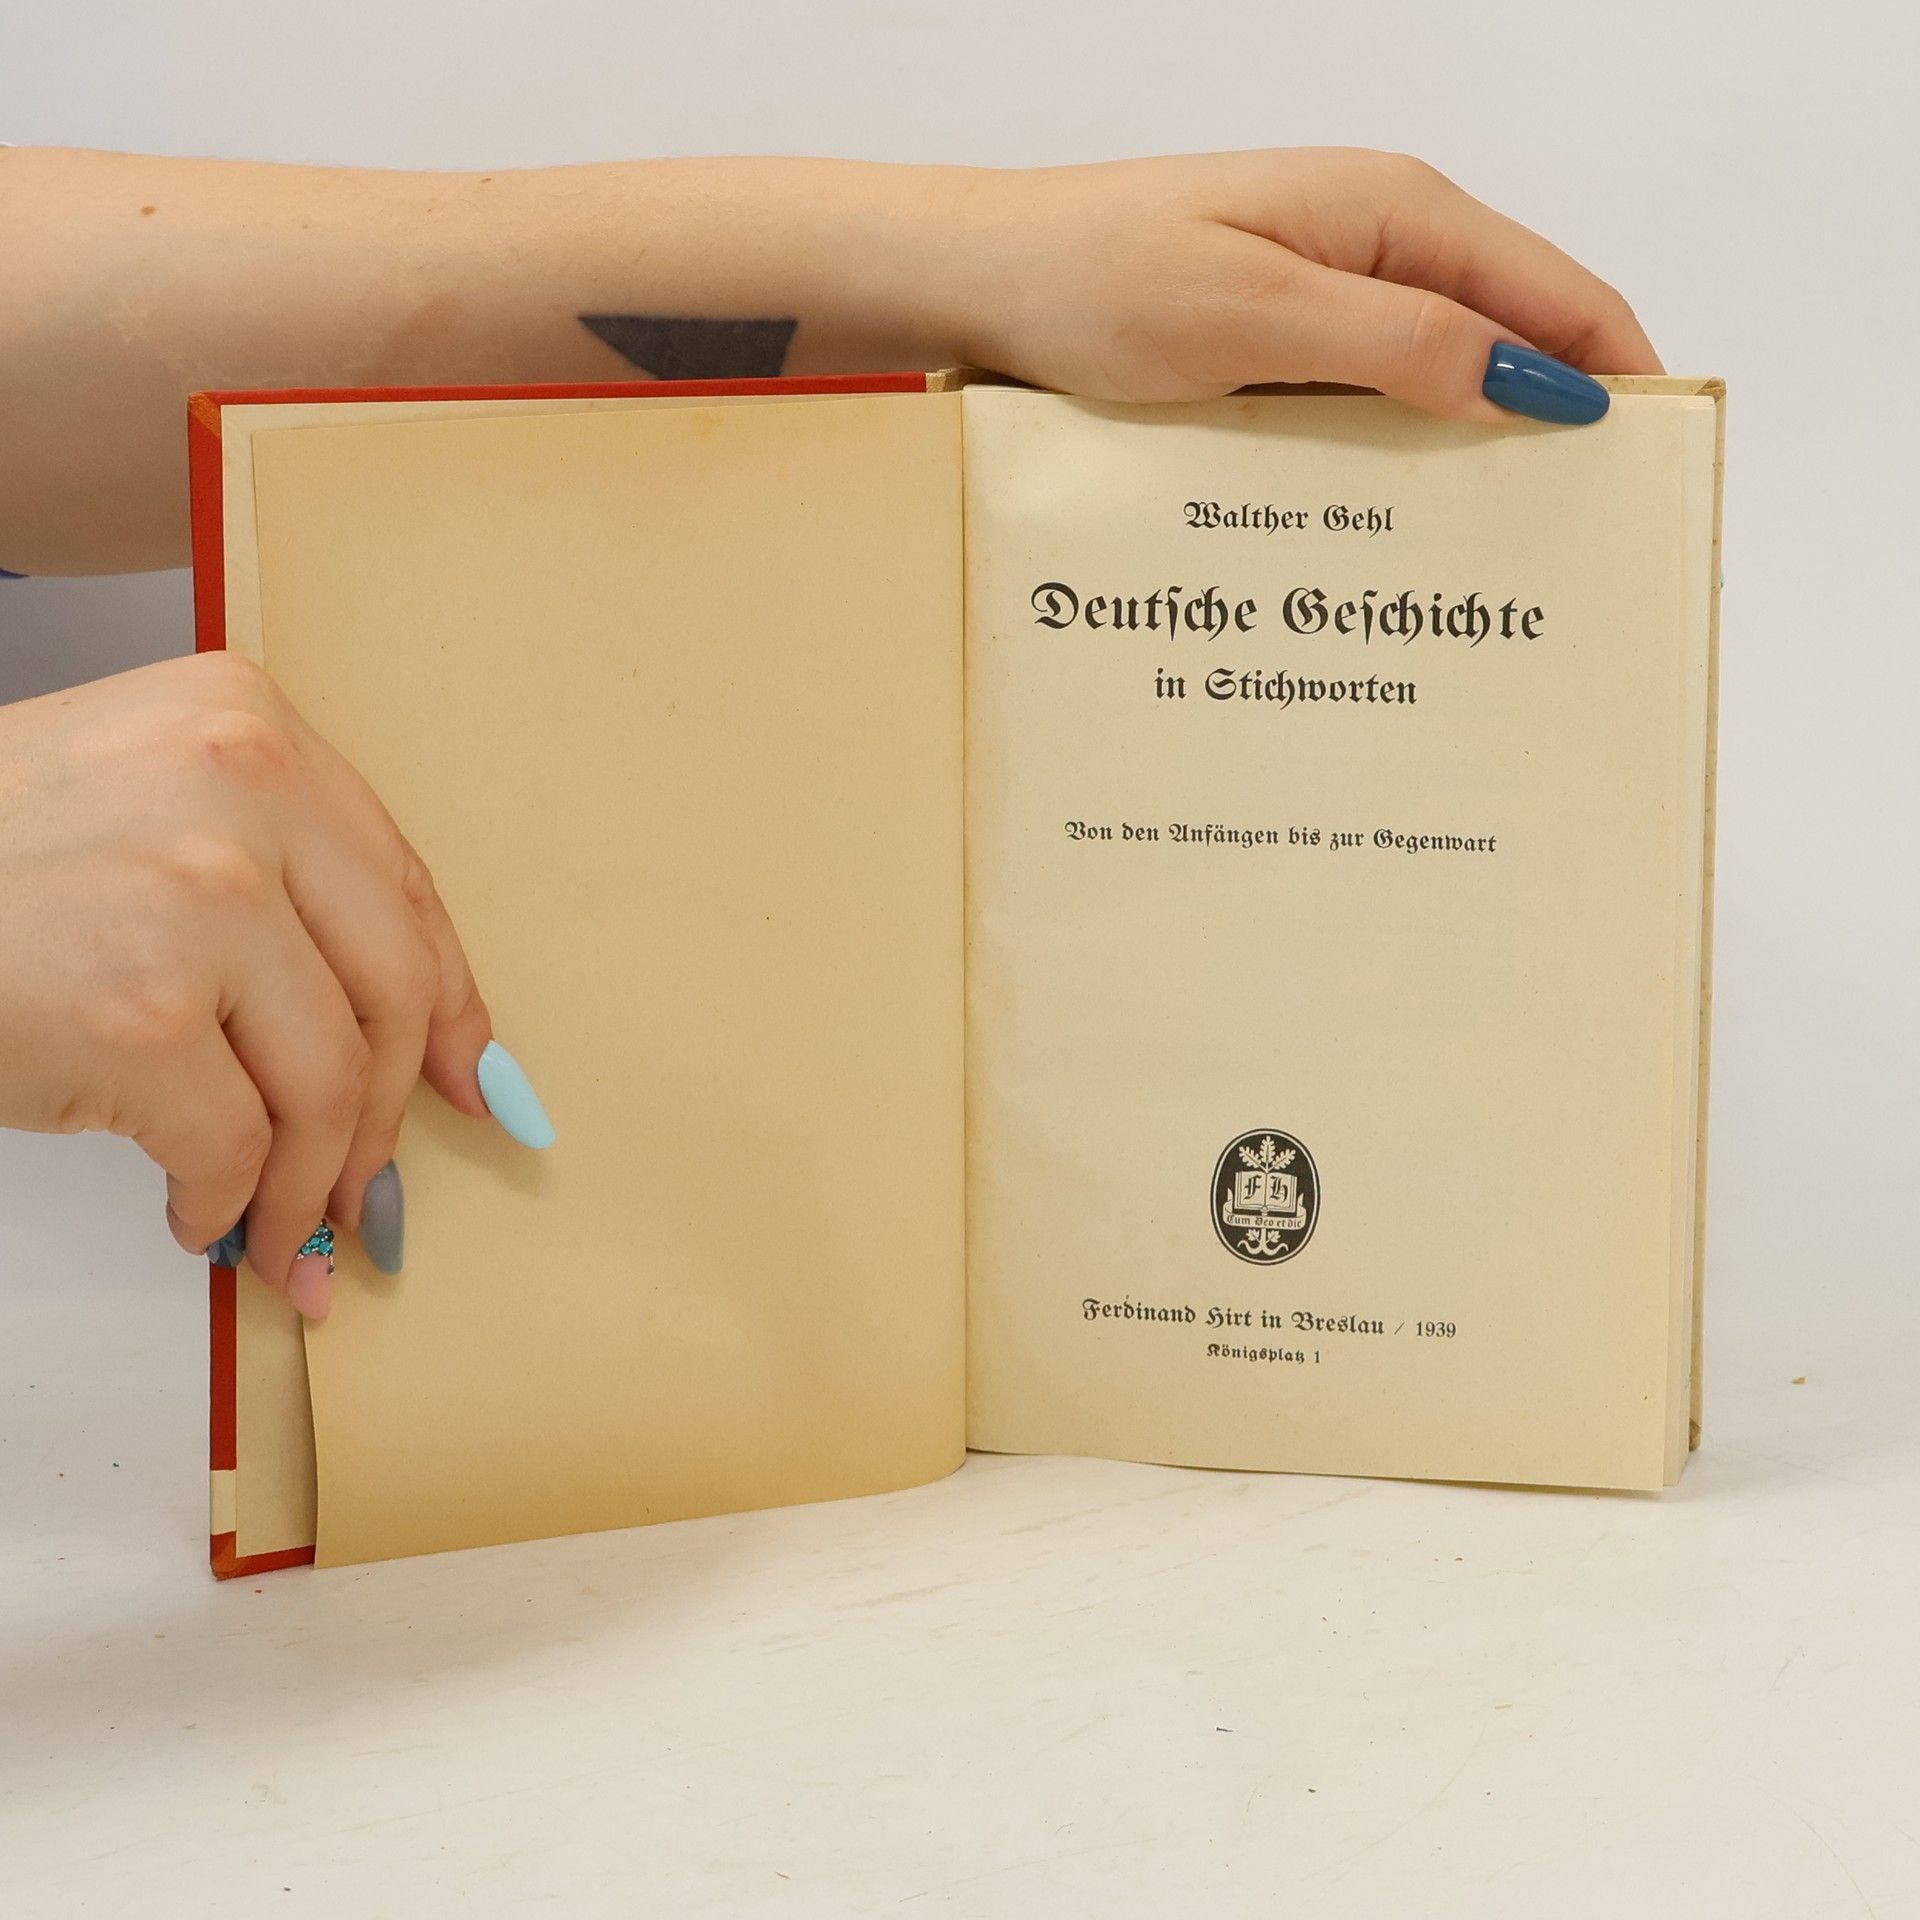 Walther Gehl
Deutſche Geſchichte
in Stichworten
Von den Anfängen bis zur Gegenwart
F H
Cum Deo et die
Ferdinand Hirt in Breslau / 1939
Königsplatz 1